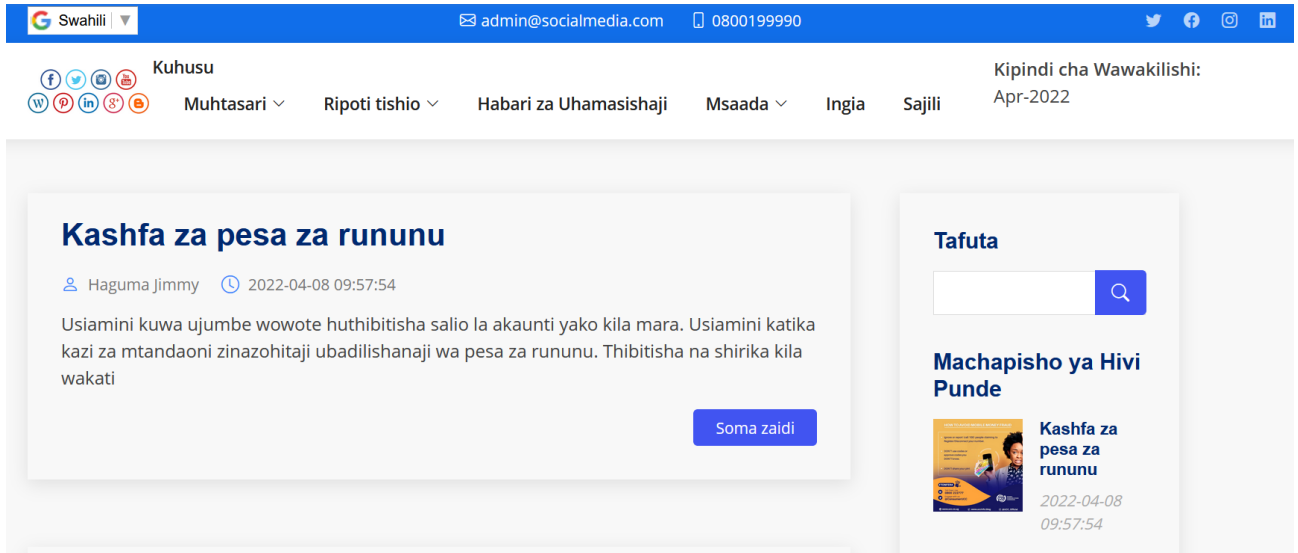 Swahili
admin@socialmedia.com 0800199990
Kuhusu
Muhtasari Ripoti tishio Habari za Uhamasishaji Msaada Ingia Sajili
Kipindi cha Wawakilishi:
Apr-2022
Kashfa za pesa za rununu
Haguma Jimmy 2022-04-08 09:57:54
Usiamini kuwa ujumbe wowote huthibitisha salio la akaunti yako kila mara. Usiamini katika
kazi za mtandaoni zinazohitaji ubadilishanaji wa pesa za rununu. Thibitisha na shirika kila
wakati
Soma zaidi
Tafuta
Machapisho ya Hivi
Punde
Kashfa za
pesa za
rununu
2022-04-08
09:57:54